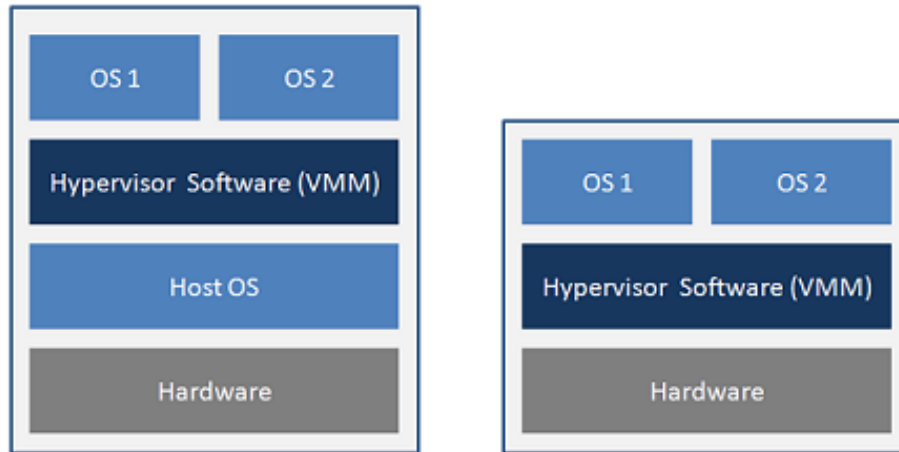 OS 1
OS 2
Hypervisor Software (VMM)
Host OS
Hardware
OS 1
OS 2
Hypervisor Software (VMM)
Hardware